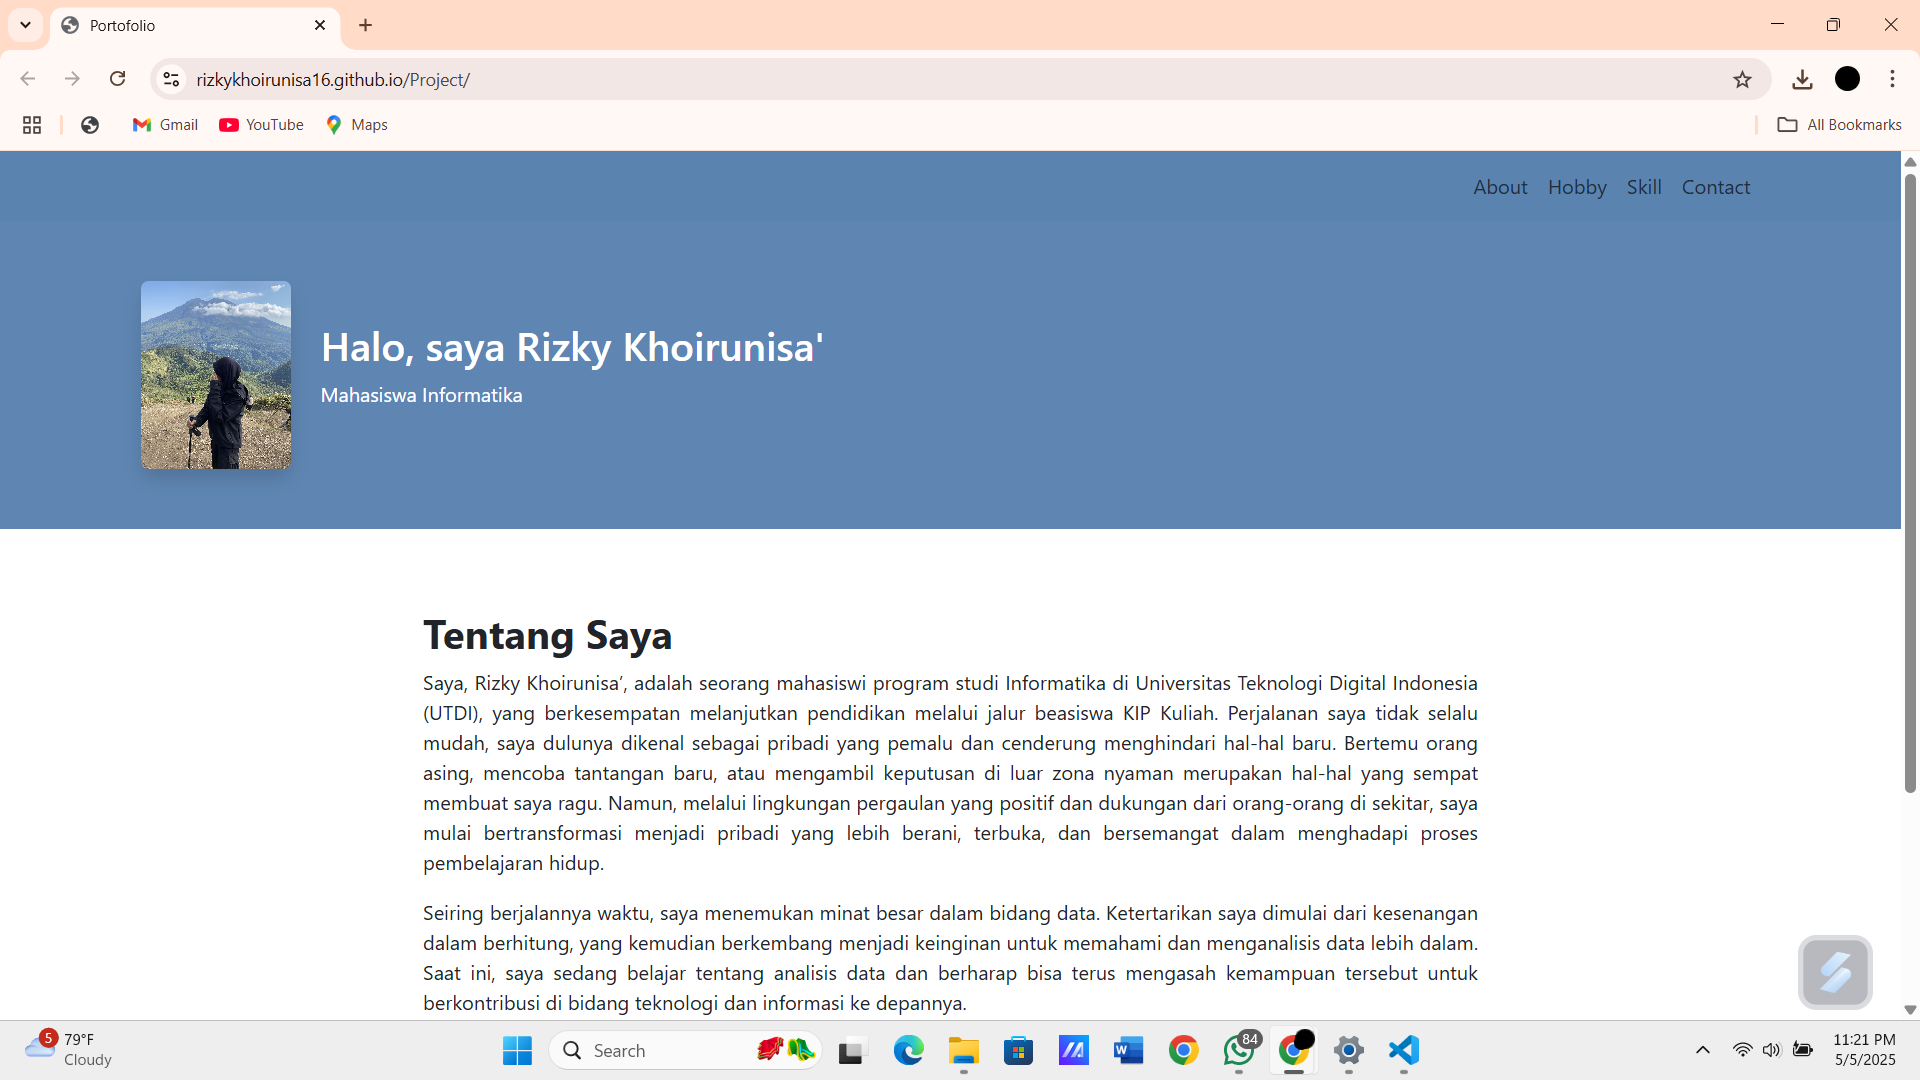 Portofolio
rizkykhoirunisa16.github.io/Project/
Gmail YouTube Maps All Bookmarks
About Hobby Skill Contact
Halo, saya Rizky Khoirunisa'
Mahasiswa Informatika
Tentang Saya
Saya, Rizky Khoirunisa’, adalah seorang mahasiswi program studi Informatika di Universitas Teknologi Digital Indonesia
(UTDI), yang berkesempatan melanjutkan pendidikan melalui jalur beasiswa KIP Kuliah. Perjalanan saya tidak selalu
mudah, saya dulunya dikenal sebagai pribadi yang pemalu dan cenderung menghindari hal-hal baru. Bertemu orang
asing, mencoba tantangan baru, atau mengambil keputusan di luar zona nyaman merupakan hal-hal yang sempat
membuat saya ragu. Namun, melalui lingkungan pergaulan yang positif dan dukungan dari orang-orang di sekitar, saya
mulai bertransformasi menjadi pribadi yang lebih berani, terbuka, dan bersemangat dalam menghadapi proses
pembelajaran hidup.
Seiring berjalannya waktu, saya menemukan minat besar dalam bidang data. Ketertarikan saya dimulai dari kesenangan
dalam berhitung, yang kemudian berkembang menjadi keinginan untuk memahami dan menganalisis data lebih dalam.
Saat ini, saya sedang belajar tentang analisis data dan berharap bisa terus mengasah kemampuan tersebut untuk
berkontribusi di bidang teknologi dan informasi ke depannya.
5
79°F
Cloudy
Search
W
84
11:21 PM
5/5/2025